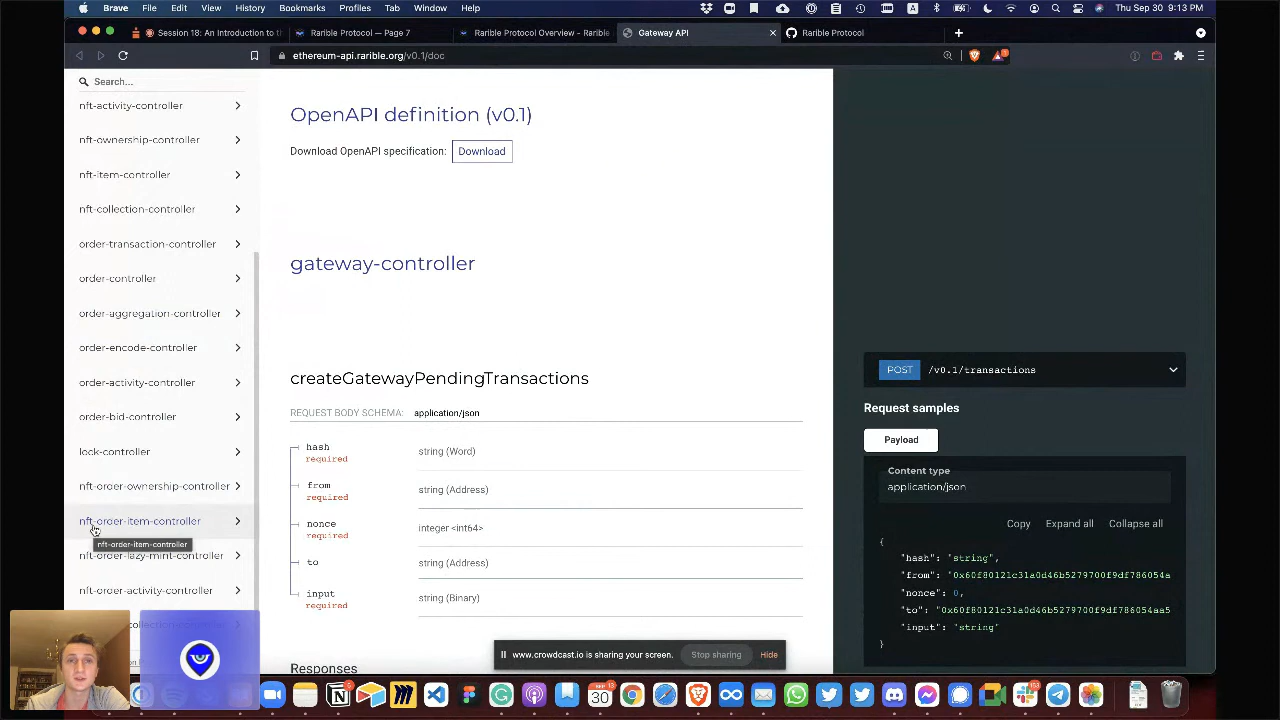 Brave File Edit View History Bookmarks Profiles Tab Window Help
Thu Sep 30 9:13 PM
Session 18: An Introduction to t
Rarible Protocol — Page 7
Rarible Protocol Overview - Rarible
Gateway API
Rarible Protocol
ethereum-api.rarible.org/v0.1/doc
Search...
nft-activity-controller
nft-ownership-controller
nft-item-controller
nft-collection-controller
order-transaction-controller
order-controller
order-aggregation-controller
order-encode-controller
order-activity-controller
order-bid-controller
lock-controller
nft-order-ownership-controller
nft-order-item-controller
nft-order-item-controller
nft-order-lazy-mint-controller
nft-order-activity-controller
collection-controller
OpenAPI definition (v0.1)
Download OpenAPI specification: Download
gateway-controller
createGatewayPendingTransactions
REQUEST BODY SCHEMA: application/json
hash
required
string (Word)
from
required
string (Address)
nonce
required
integer <int64>
to
string (Address)
input
required
string (Binary)
Responses
POST /v0.1/transactions
Request samples
Payload
Content type
application/json
Copy Expand all Collapse all
{
"hash": "string",
"from": "0x60f80121c31a0d46b5279700f9df786054a
"nonce": 0,
"to": "0x60f80121c31a0d46b5279700f9df786054aa5
"input": "string"
}
www.crowdcast.io is sharing your screen. Stop sharing Hide
SEP 13
30
153